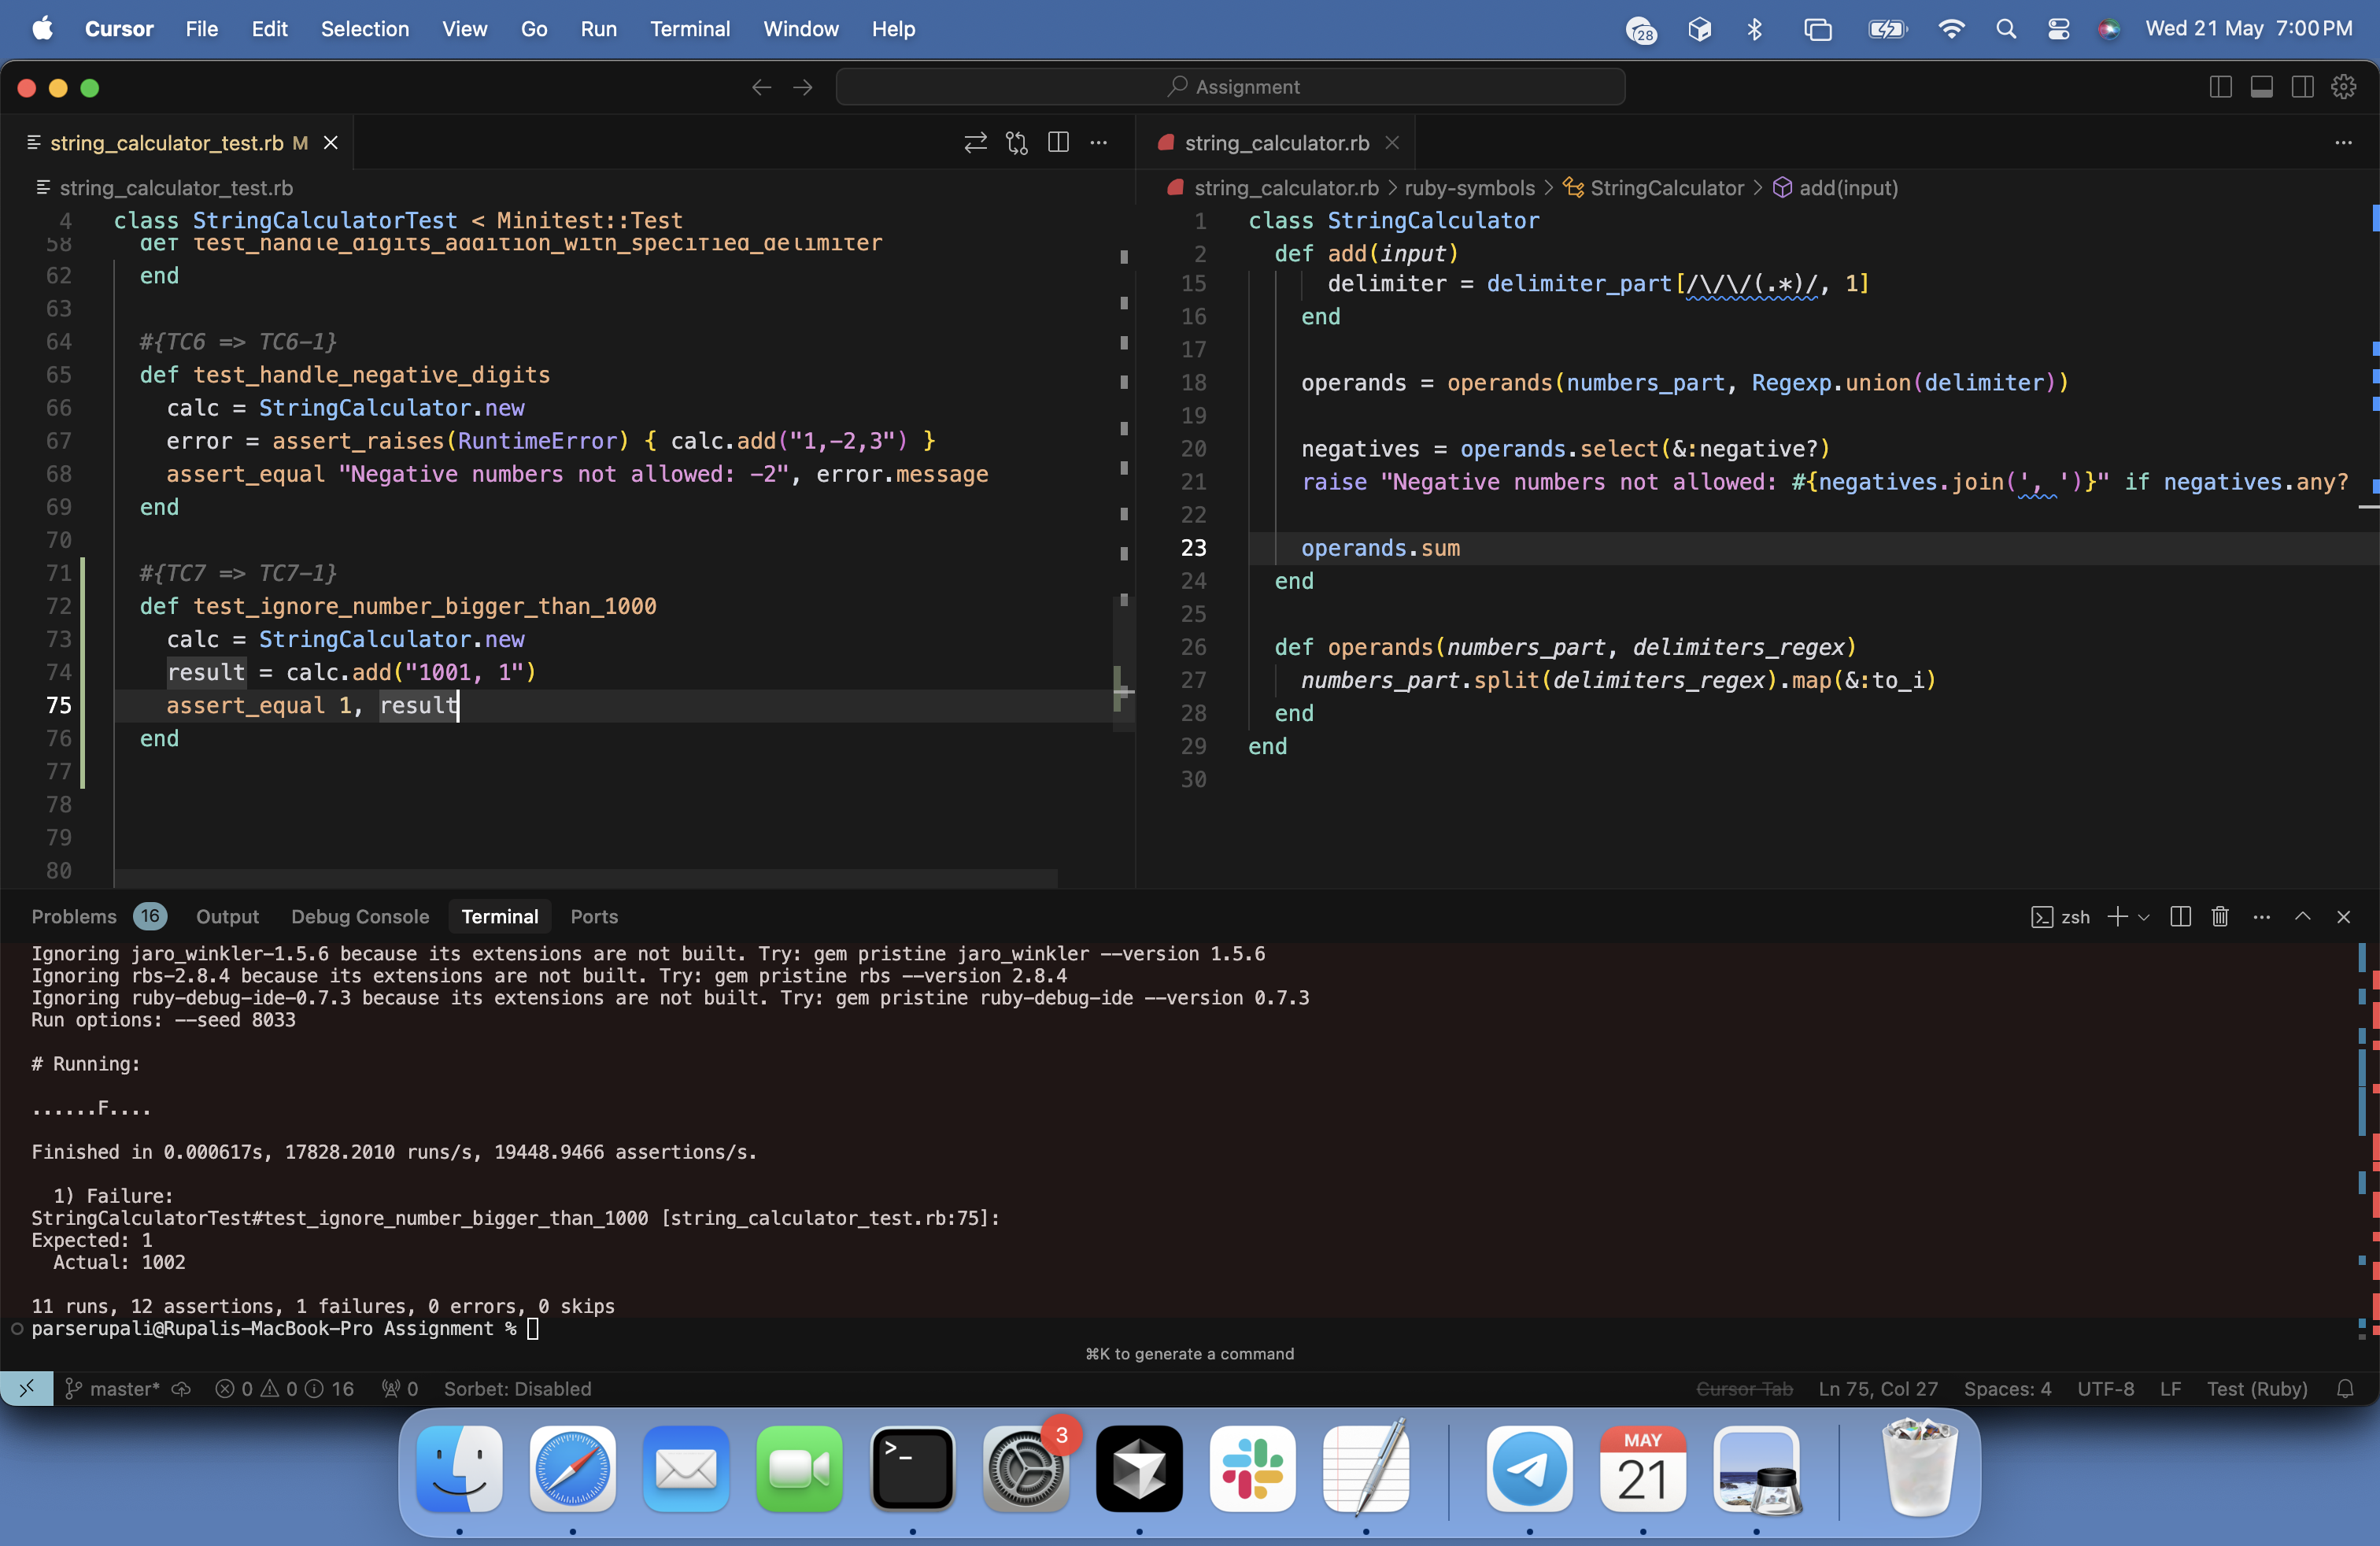 Cursor File Edit Selection View Go Run Terminal Window Help 28 Wed 21 May 7:00 PM
Assignment
string_calculator_test.rb M
string_calculator_test.rb
4 class StringCalculatorTest < Minitest::Test
58 def test_handle_digits_addition_with_specified_delimiter
62 end
63
64 #{TC6 => TC6-1}
65 def test_handle_negative_digits
66 calc = StringCalculator.new
67 error = assert_raises(RuntimeError) { calc.add("1,-2,3") }
68 assert_equal "Negative numbers not allowed: -2", error.message
69 end
70
71 #{TC7 => TC7-1}
72 def test_ignore_number_bigger_than_1000
73 calc = StringCalculator.new
74 result = calc.add("1001, 1")
75 assert_equal 1, result
76 end
77
78
79
80
string_calculator.rb
string_calculator.rb > ruby-symbols > StringCalculator > add(input)
1 class StringCalculator
2 def add(input)
15 delimiter = delimiter_part[/\/\/(.*)/, 1]
16 end
17
18 operands = operands(numbers_part, Regexp.union(delimiter))
19
20 negatives = operands.select(&:negative?)
21 raise "Negative numbers not allowed: #{negatives.join(', ')}" if negatives.any?
22
23 operands.sum
24 end
25
26 def operands(numbers_part, delimiters_regex)
27 numbers_part.split(delimiters_regex).map(&:to_i)
28 end
29 end
30
Problems 16 Output Debug Console Terminal Ports zsh
Ignoring jaro_winkler-1.5.6 because its extensions are not built. Try: gem pristine jaro_winkler --version 1.5.6
Ignoring rbs-2.8.4 because its extensions are not built. Try: gem pristine rbs --version 2.8.4
Ignoring ruby-debug-ide-0.7.3 because its extensions are not built. Try: gem pristine ruby-debug-ide --version 0.7.3
Run options: --seed 8033
# Running:
......F....
Finished in 0.000617s, 17828.2010 runs/s, 19448.9466 assertions/s.
1) Failure:
StringCalculatorTest#test_ignore_number_bigger_than_1000 [string_calculator_test.rb:75]:
Expected: 1
Actual: 1002
11 runs, 12 assertions, 1 failures, 0 errors, 0 skips
parserupali@Rupalis-MacBook-Pro Assignment %
⌘K to generate a command
master* 0 0 16 0 Sorbet: Disabled Cursor Tab Ln 75, Col 27 Spaces: 4 UTF-8 LF Test (Ruby)
3
MAY
21